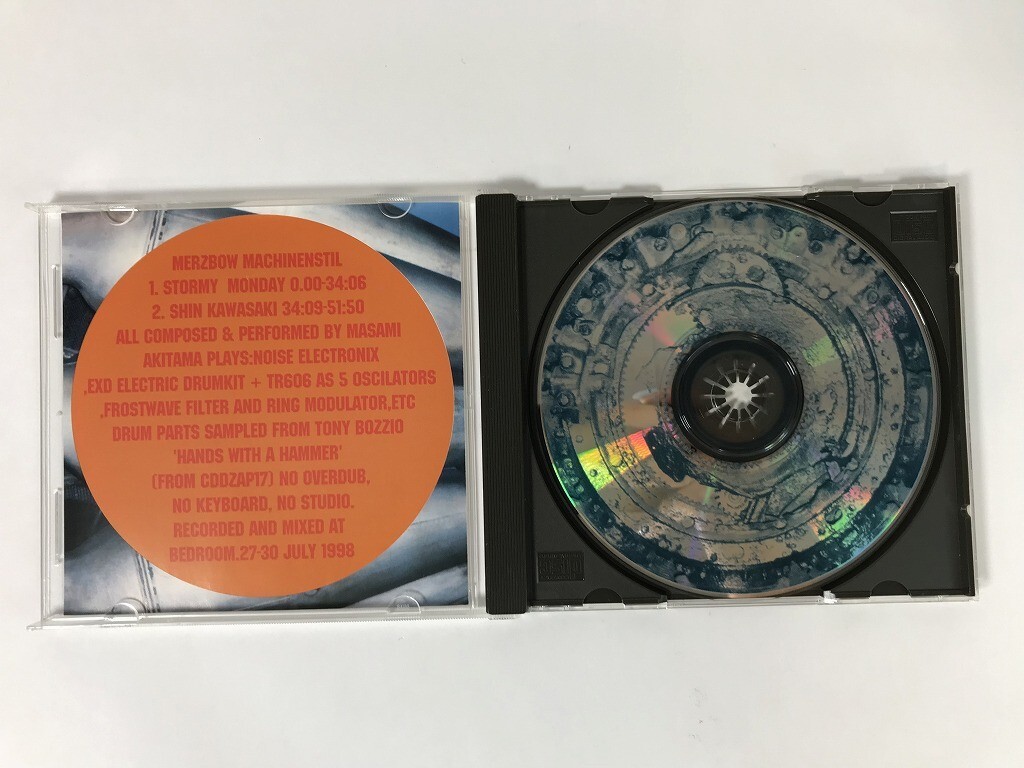 MERZBOW MACHINENSTIL
1. STORMY MONDAY 0.00-34:06
2. SHIN KAWASAKI 34:09-51:50
ALL COMPOSED & PERFORMED BY MASAMI
AKITAMA PLAYS:NOISE ELECTRONIX
,EXD ELECTRIC DRUMKIT + TR606 AS 5 OSCILATORS
,FROSTWAVE FILTER AND RING MODULATOR,ETC
DRUM PARTS SAMPLED FROM TONY BOZZIO
'HANDS WITH A HAMMER'
(FROM CDDZAP17) NO OVERDUB,
NO KEYBOARD, NO STUDIO.
RECORDED AND MIXED AT
BEDROOM.27-30 JULY 1998